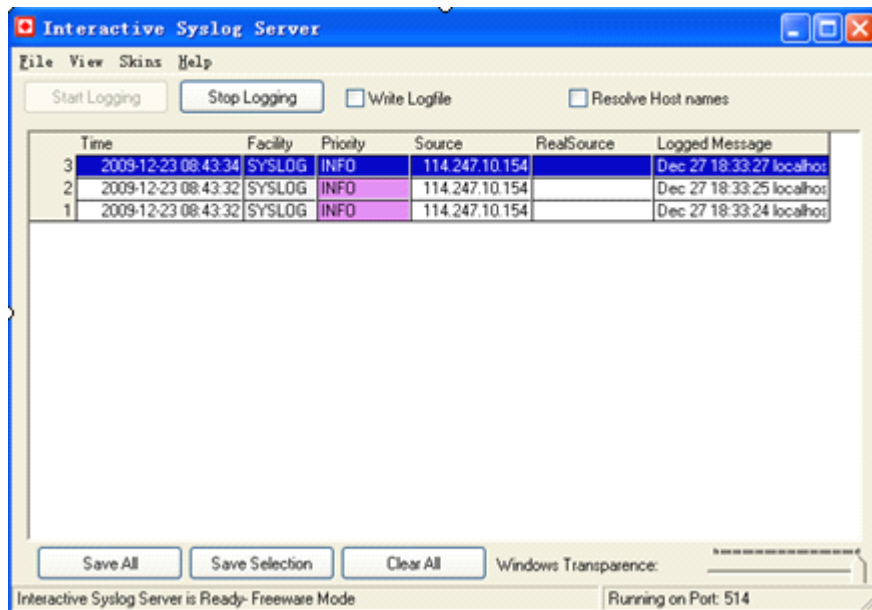 Interactive Syslog Server
File View Skins Help
Start Logging Stop Logging Write Logfile Resolve Host names
Time Facility Priority Source RealSource Logged Message
3 2009-12-23 08:43:34 SYSLOG INFO 114.247.10.154 Dec 27 18:33:27 localhos
2 2009-12-23 08:43:32 SYSLOG INFO 114.247.10.154 Dec 27 18:33:25 localhos
1 2009-12-23 08:43:32 SYSLOG INFO 114.247.10.154 Dec 27 18:33:24 localhos
Save All Save Selection Clear All Windows Transparence:
Interactive Syslog Server is Ready- Freeware Mode Running on Port: 514